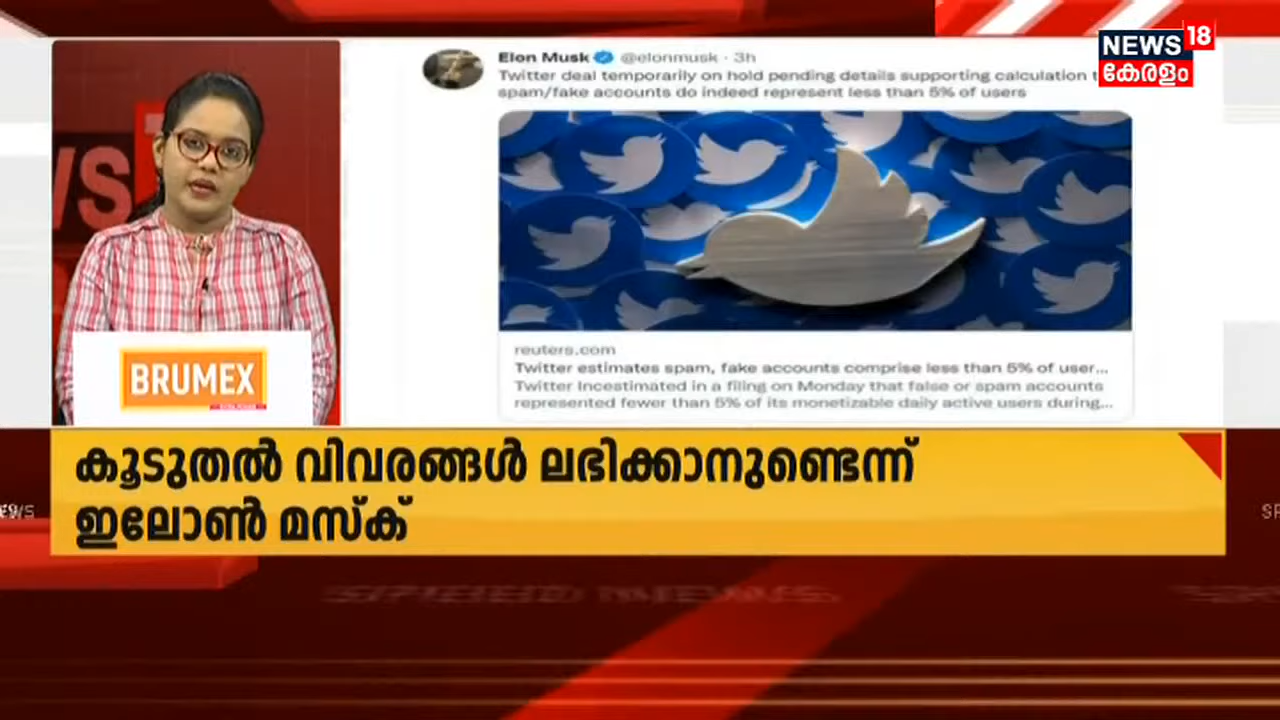 NEWS 18
കേരളം
Elon Musk @elonmusk · 3h
Twitter deal temporarily on hold pending details supporting calculation
spam/fake accounts do indeed represent less than 5% of users
reuters.com
Twitter estimates spam, fake accounts comprise less than 5% of user...
Twitter Incestimated in a filing on Monday that false or spam accounts
represented fewer than 5% of its monetizable daily active users during...
BRUMEX
കൂടുതൽ വിവരങ്ങൾ ലഭിക്കാനുണ്ടെന്ന്
ഇലോൺ മസ്ക്
SPEED NEWS